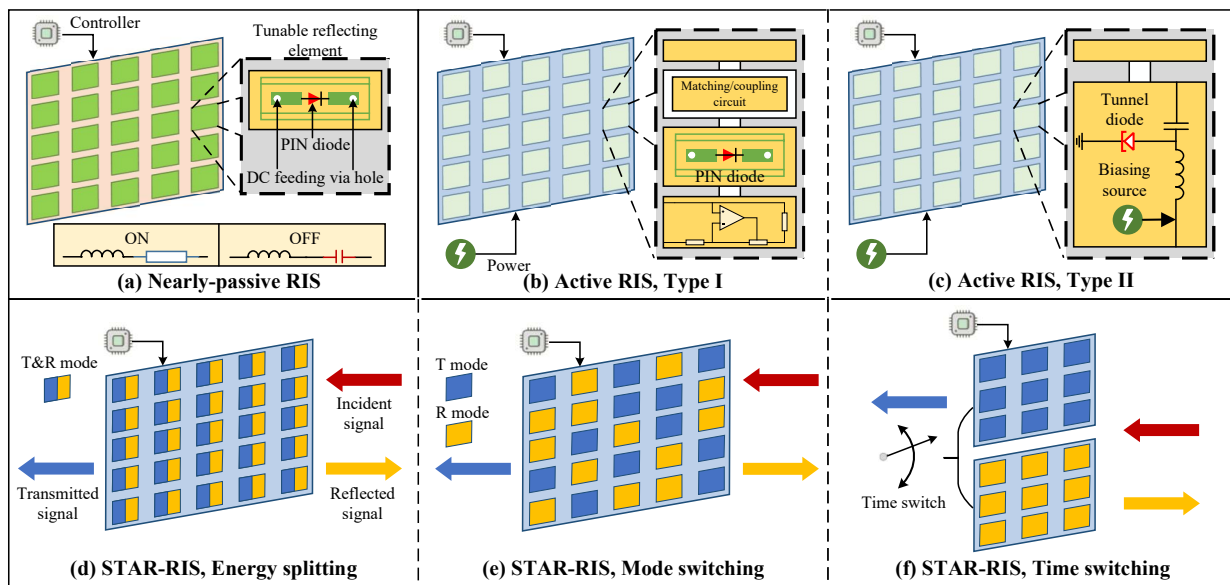 Controller
Tunable reflecting
element
PIN diode
DC feeding via hole
ON
OFF
(a) Nearly-passive RIS
Matching/coupling
circuit
PIN diode
Power
(b) Active RIS, Type I
Tunnel
diode
Biasing
source
(c) Active RIS, Type II
T&R mode
Incident
signal
Transmitted
signal
Reflected
signal
(d) STAR-RIS, Energy splitting
T mode
R mode
(e) STAR-RIS, Mode switching
Time switch
(f) STAR-RIS, Time switching